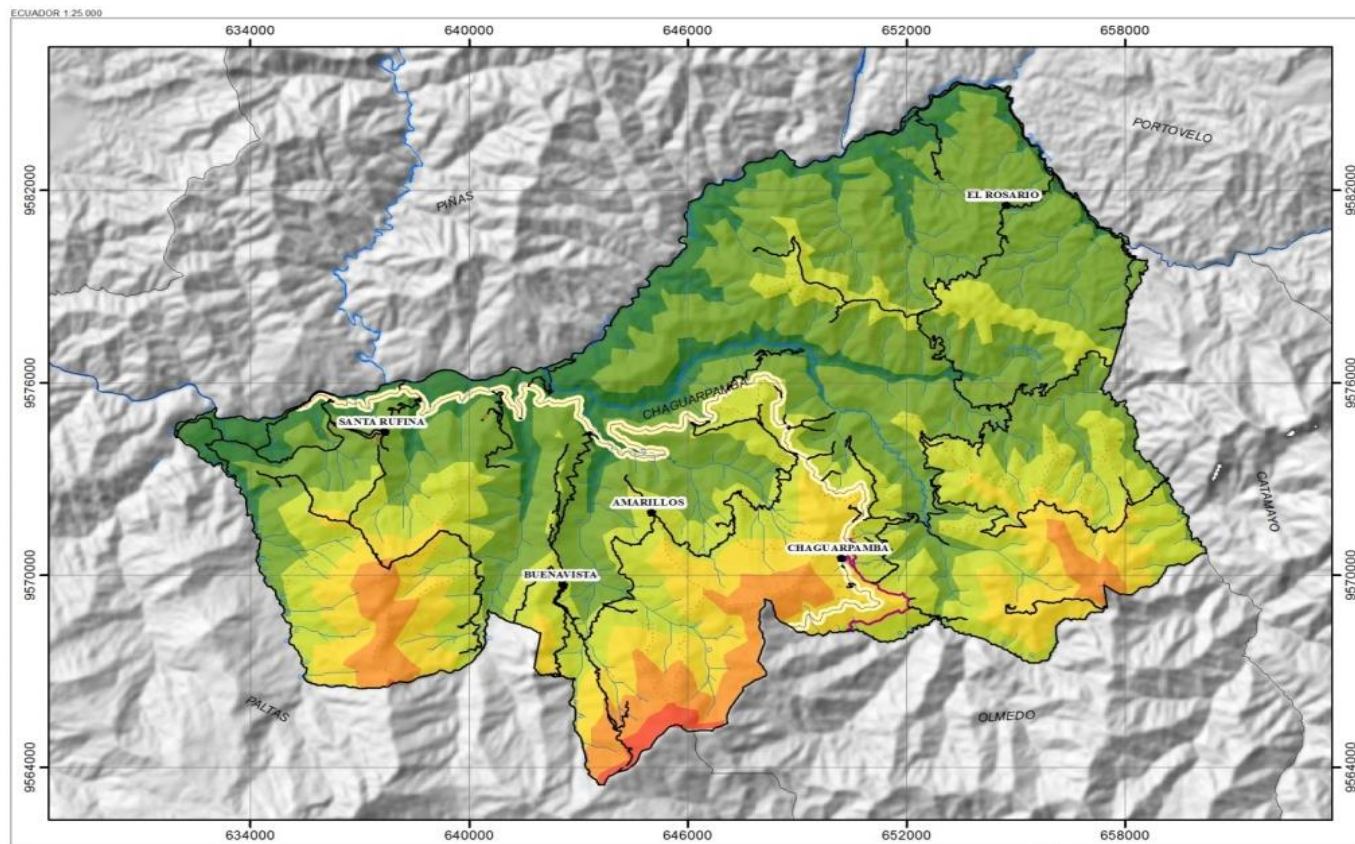 ECUADOR 1:25 000
634000 640000 646000 652000 658000
PORTOVELO
9582000 9582000
EL ROSARIO
PIÑAS
9576000 9576000
CHAGUARPAMBA
SANTA RUFINA
AMARILLOS
CATAMAYO
CHAGUARPAMBA
9570000 9570000
BUENAVISTA
PALTAS
OLMEDO
9564000 9564000
634000 640000 646000 652000 658000